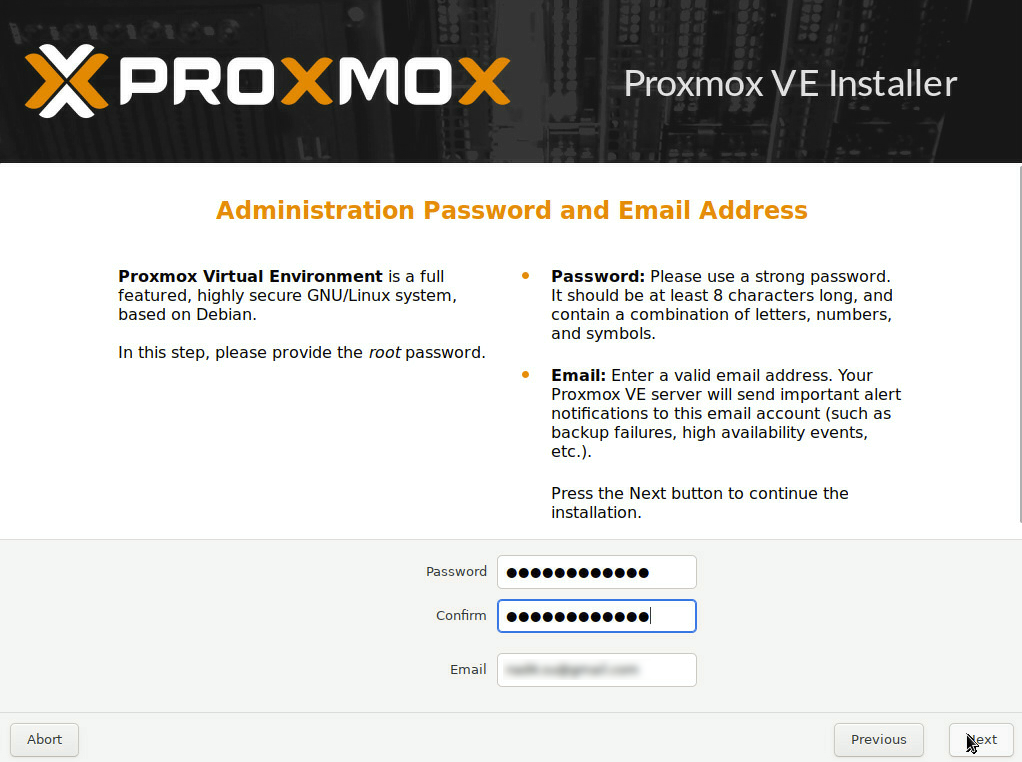 PROXMOX
Proxmox VE Installer
Administration Password and Email Address
Proxmox Virtual Environment is a full
featured, highly secure GNU/Linux system,
based on Debian.
In this step, please provide the root password.
Password: Please use a strong password.
It should be at least 8 characters long, and
contain a combination of letters, numbers,
and symbols.
Email: Enter a valid email address. Your
Proxmox VE server will send important alert
notifications to this email account (such as
backup failures, high availability events,
etc.).
Press the Next button to continue the
installation.
Password ●●●●●●●●●●●●
Confirm ●●●●●●●●●●●●
Email
Abort
Previous
Next